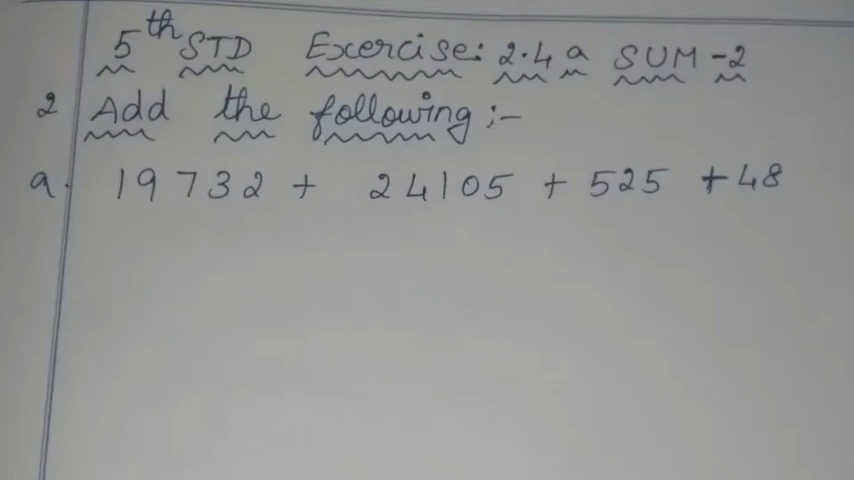 5th STD Exercise: 2.4 a SUM-2
2 Add the following :-
a. 19732 + 24105 + 525 + 48